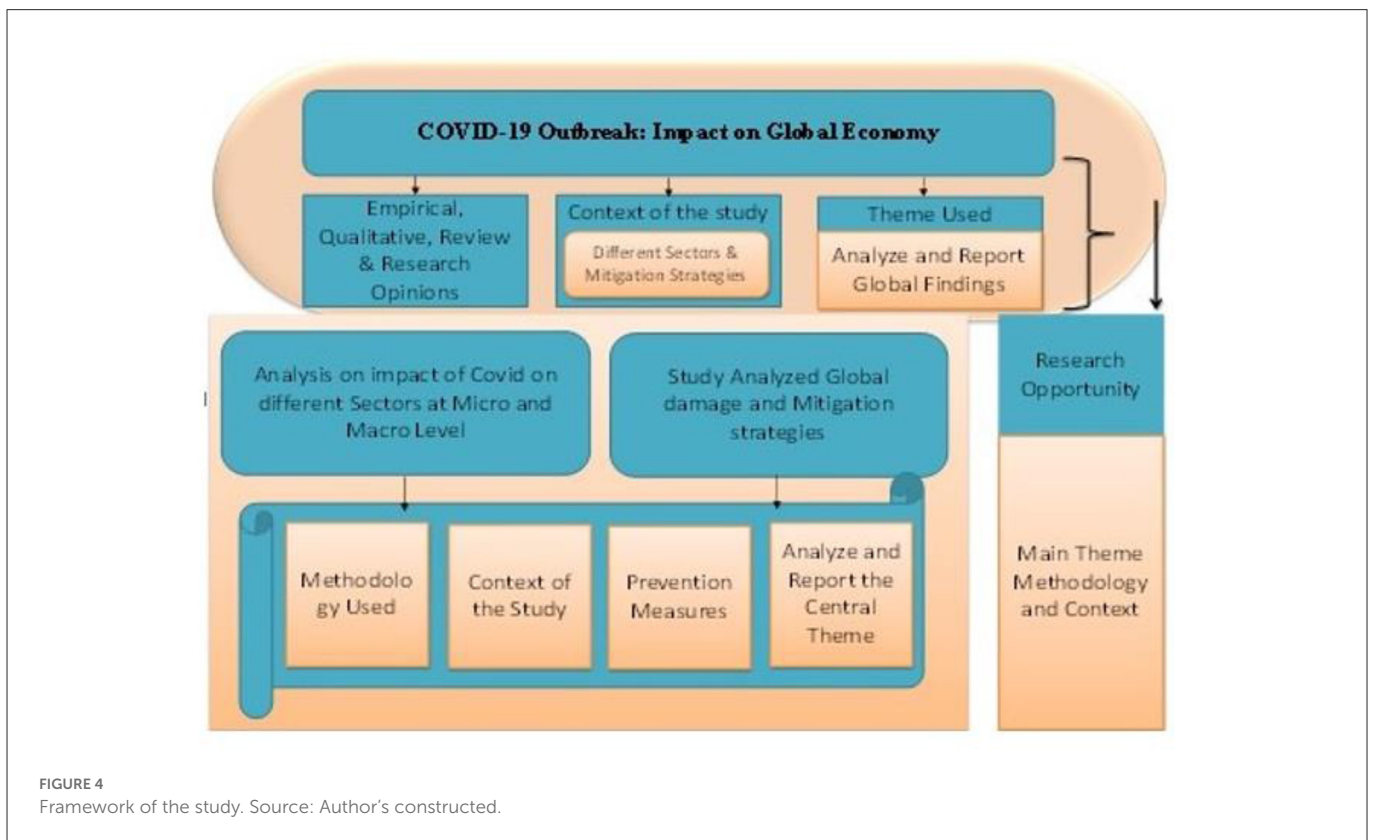 COVID-19 Outbreak: Impact on Global Economy
Empirical,
Qualitative, Review
& Research
Opinions
Context of the study
Different Sectors &
Mitigation Strategies
Theme Used
Analyze and Report
Global Findings
Analysis on impact of Covid on
different Sectors at Micro and
Macro Level
Study Analyzed Global
damage and Mitigation
strategies
Research
Opportunity
Methodolo
gy Used
Context of
the Study
Prevention
Measures
Analyze and
Report the
Central
Theme
Main Theme
Methodology
and Context
FIGURE 4
Framework of the study. Source: Author's constructed.